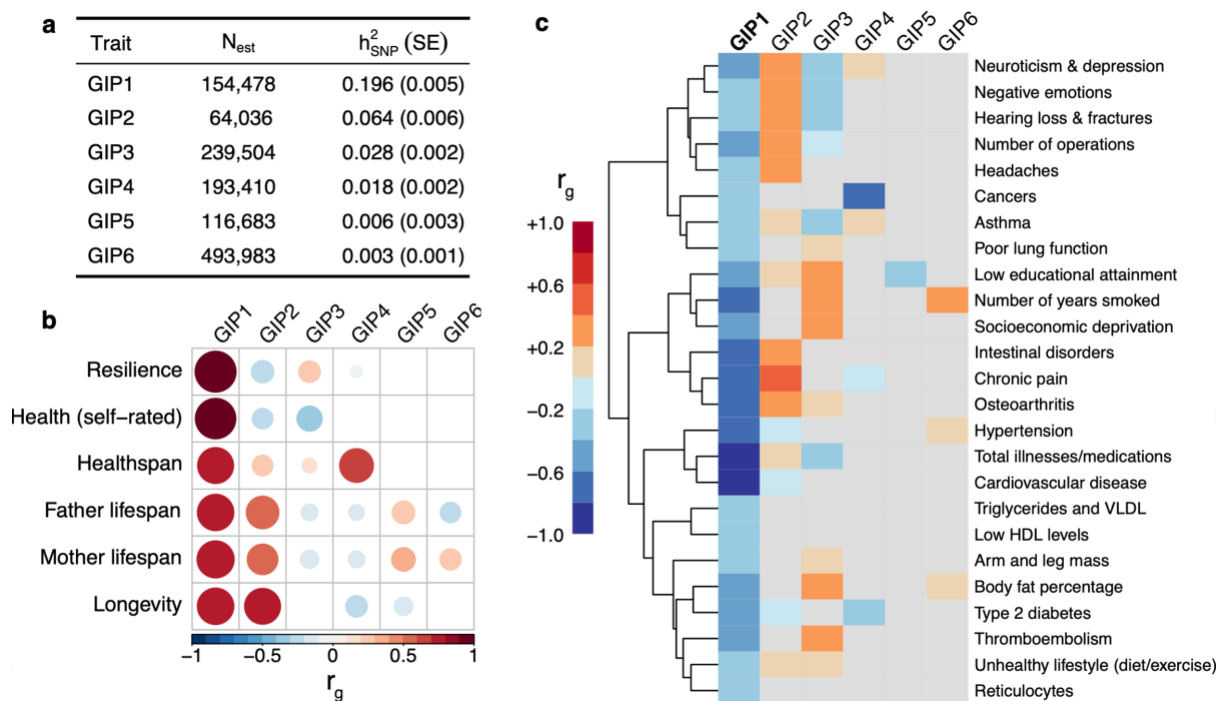 a
Trait N_est h²_SNP (SE)
GIP1 154,478 0.196 (0.005)
GIP2 64,036 0.064 (0.006)
GIP3 239,504 0.028 (0.002)
GIP4 193,410 0.018 (0.002)
GIP5 116,683 0.006 (0.003)
GIP6 493,983 0.003 (0.001)
b
GIP1 GIP2 GIP3 GIP4 GIP5 GIP6
Resilience
Health (self−rated)
Healthspan
Father lifespan
Mother lifespan
Longevity
−1 −0.5 0 0.5 1
r_g
c
GIP1 GIP2 GIP3 GIP4 GIP5 GIP6
r_g
+1.0
+0.6
+0.2
−0.2
−0.6
−1.0
Neuroticism & depression
Negative emotions
Hearing loss & fractures
Number of operations
Headaches
Cancers
Asthma
Poor lung function
Low educational attainment
Number of years smoked
Socioeconomic deprivation
Intestinal disorders
Chronic pain
Osteoarthritis
Hypertension
Total illnesses/medications
Cardiovascular disease
Triglycerides and VLDL
Low HDL levels
Arm and leg mass
Body fat percentage
Type 2 diabetes
Thromboembolism
Unhealthy lifestyle (diet/exercise)
Reticulocytes